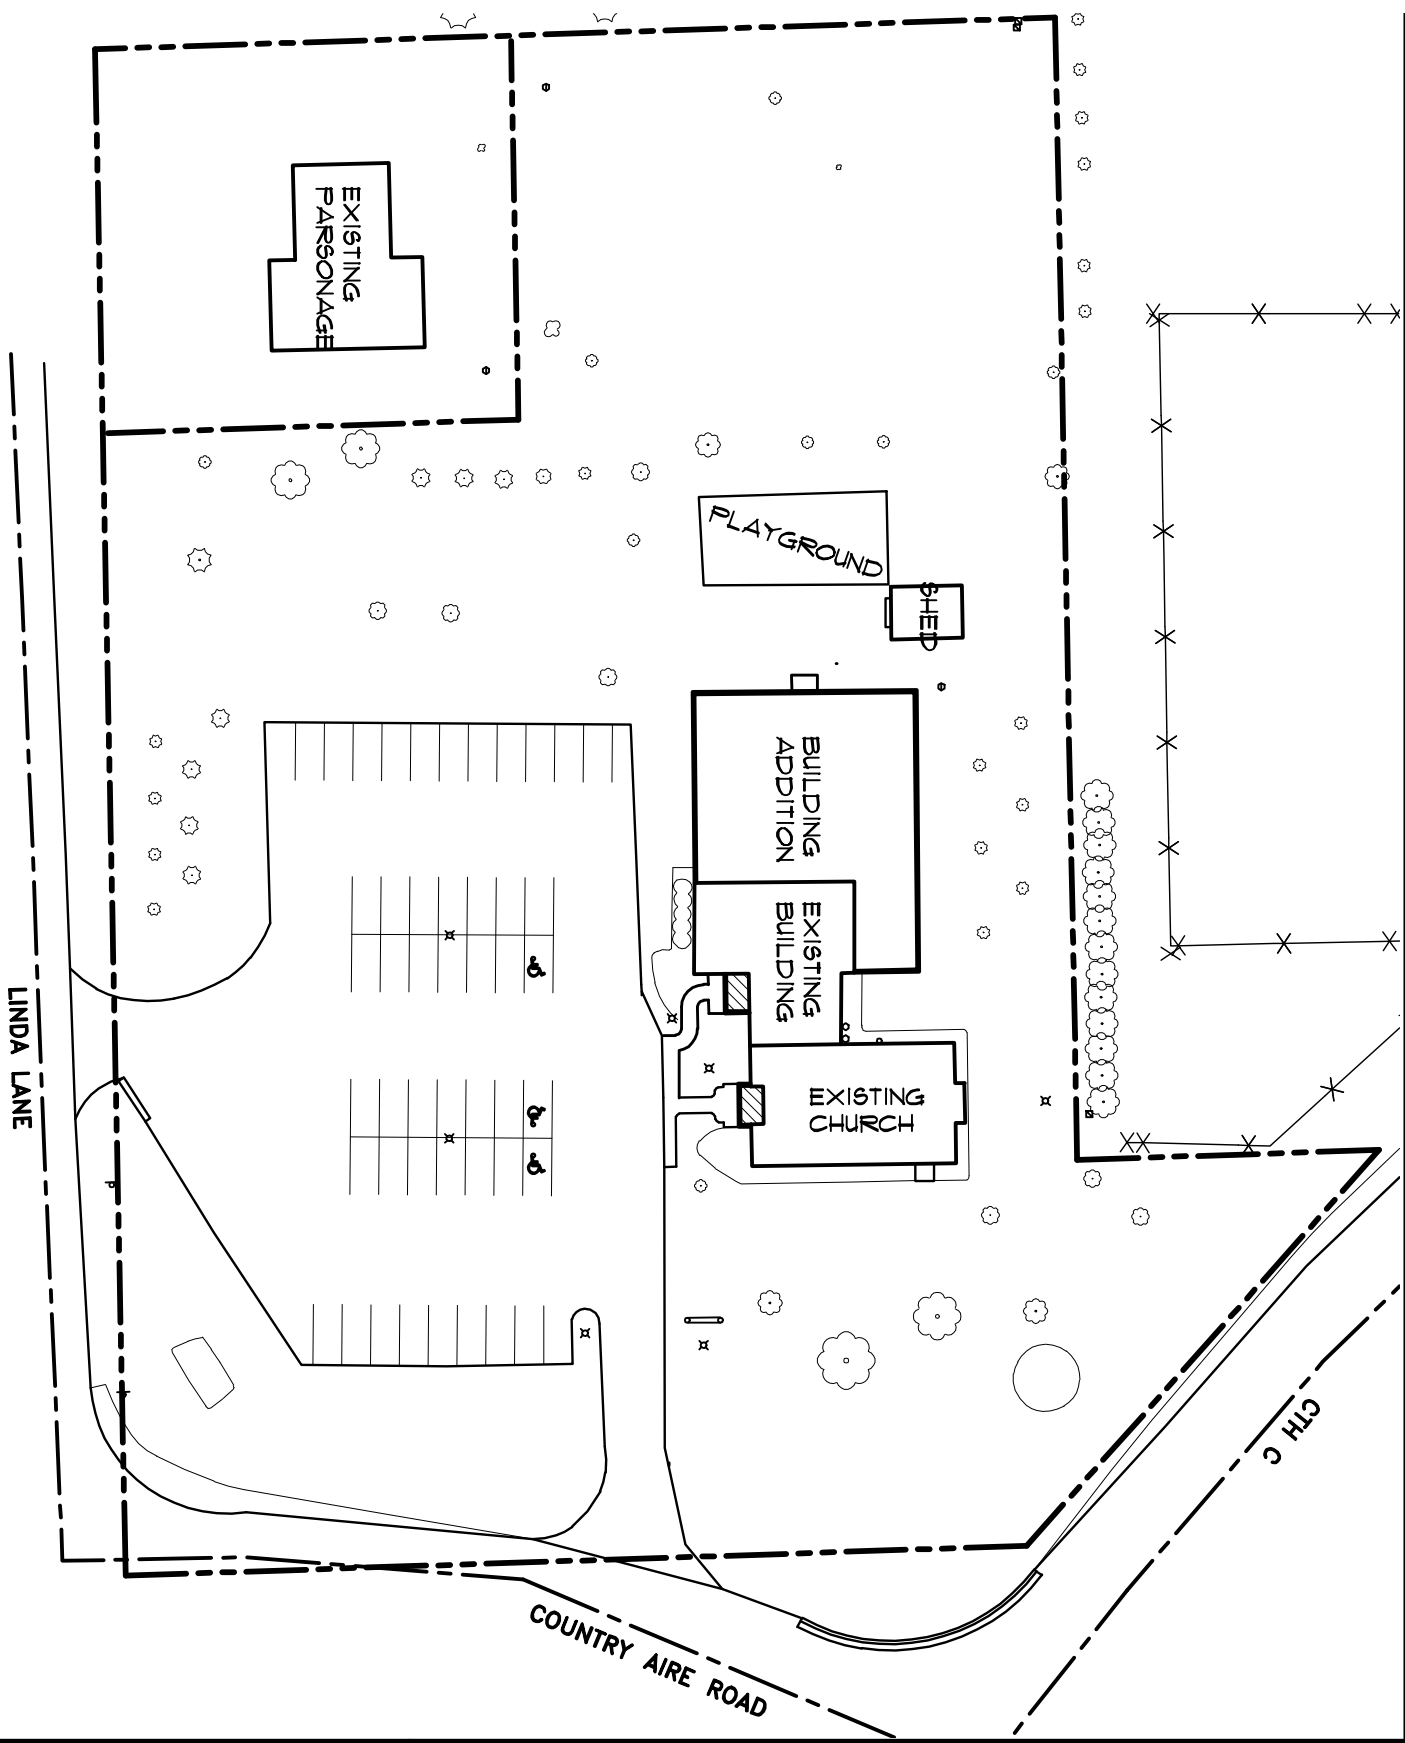 EXISTING
PARSONAGE
PLAYGROUND
SHED
BUILDING
ADDITION
EXISTING
BUILDING
EXISTING
CHURCH
LINDA LANE
CTH C
COUNTRY AIRE ROAD